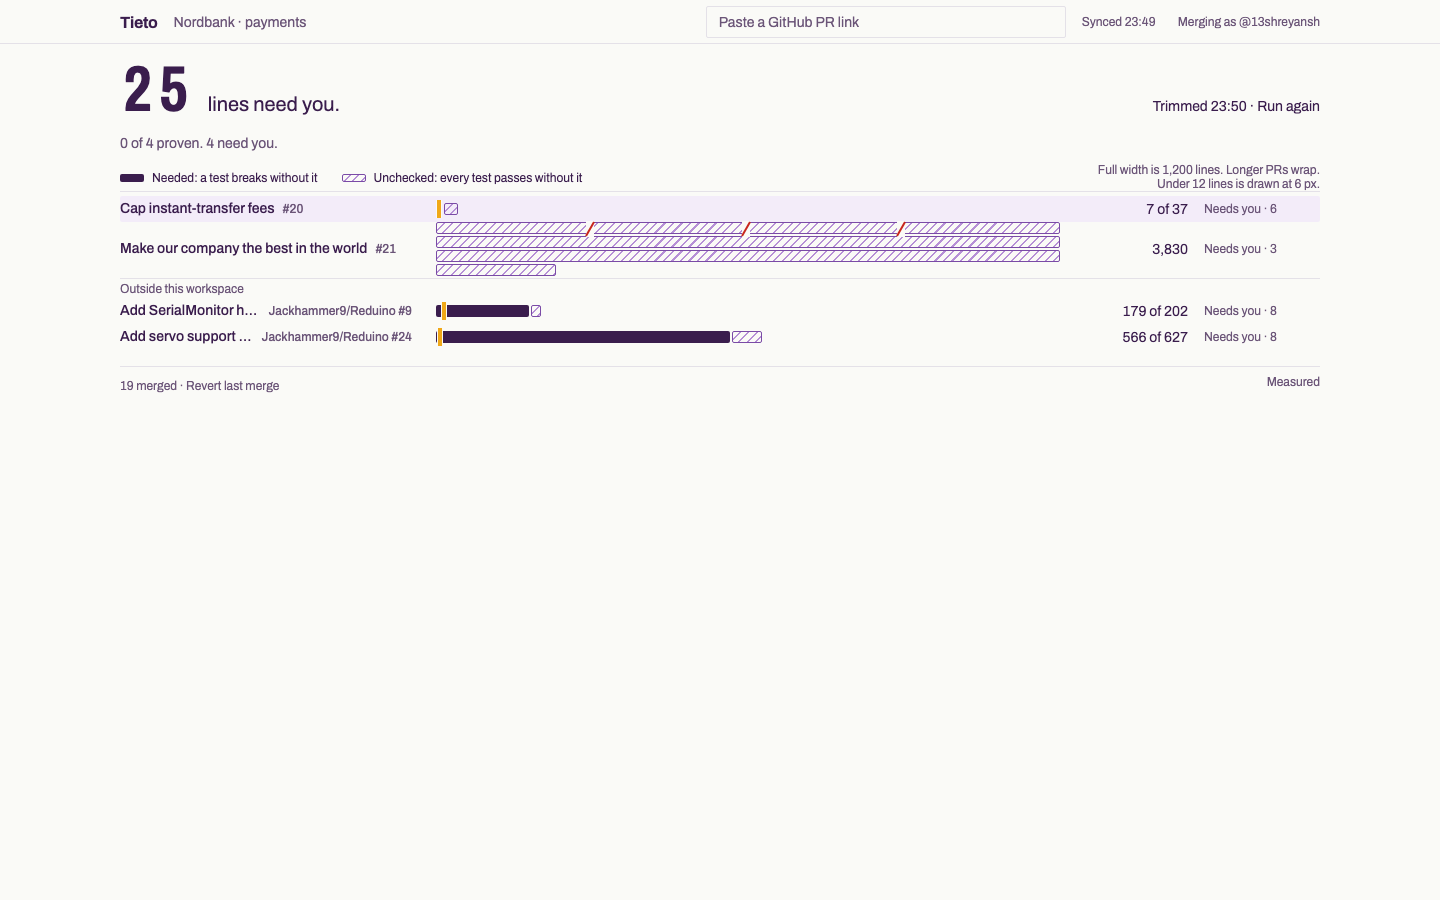 Tieto Nordbank · payments Paste a GitHub PR link Synced 23:49 Merging as @13shreyansh
25 lines need you. Trimmed 23:50 · Run again
0 of 4 proven. 4 need you.
Needed: a test breaks without it Unchecked: every test passes without it
Full width is 1,200 lines. Longer PRs wrap.
Under 12 lines is drawn at 6 px.
Cap instant-transfer fees #20 7 of 37 Needs you · 6
Make our company the best in the world #21 3,830 Needs you · 3
Outside this workspace
Add SerialMonitor h... Jackhammer9/Reduino #9 179 of 202 Needs you · 8
Add servo support ... Jackhammer9/Reduino #24 566 of 627 Needs you · 8
19 merged · Revert last merge Measured